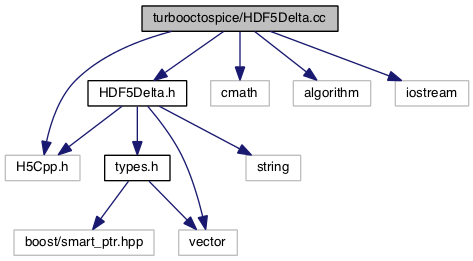 turbooctospice/HDF5Delta.cc
HDF5Delta.h
cmath
algorithm
iostream
H5Cpp.h
types.h
string
boost/smart_ptr.hpp
vector